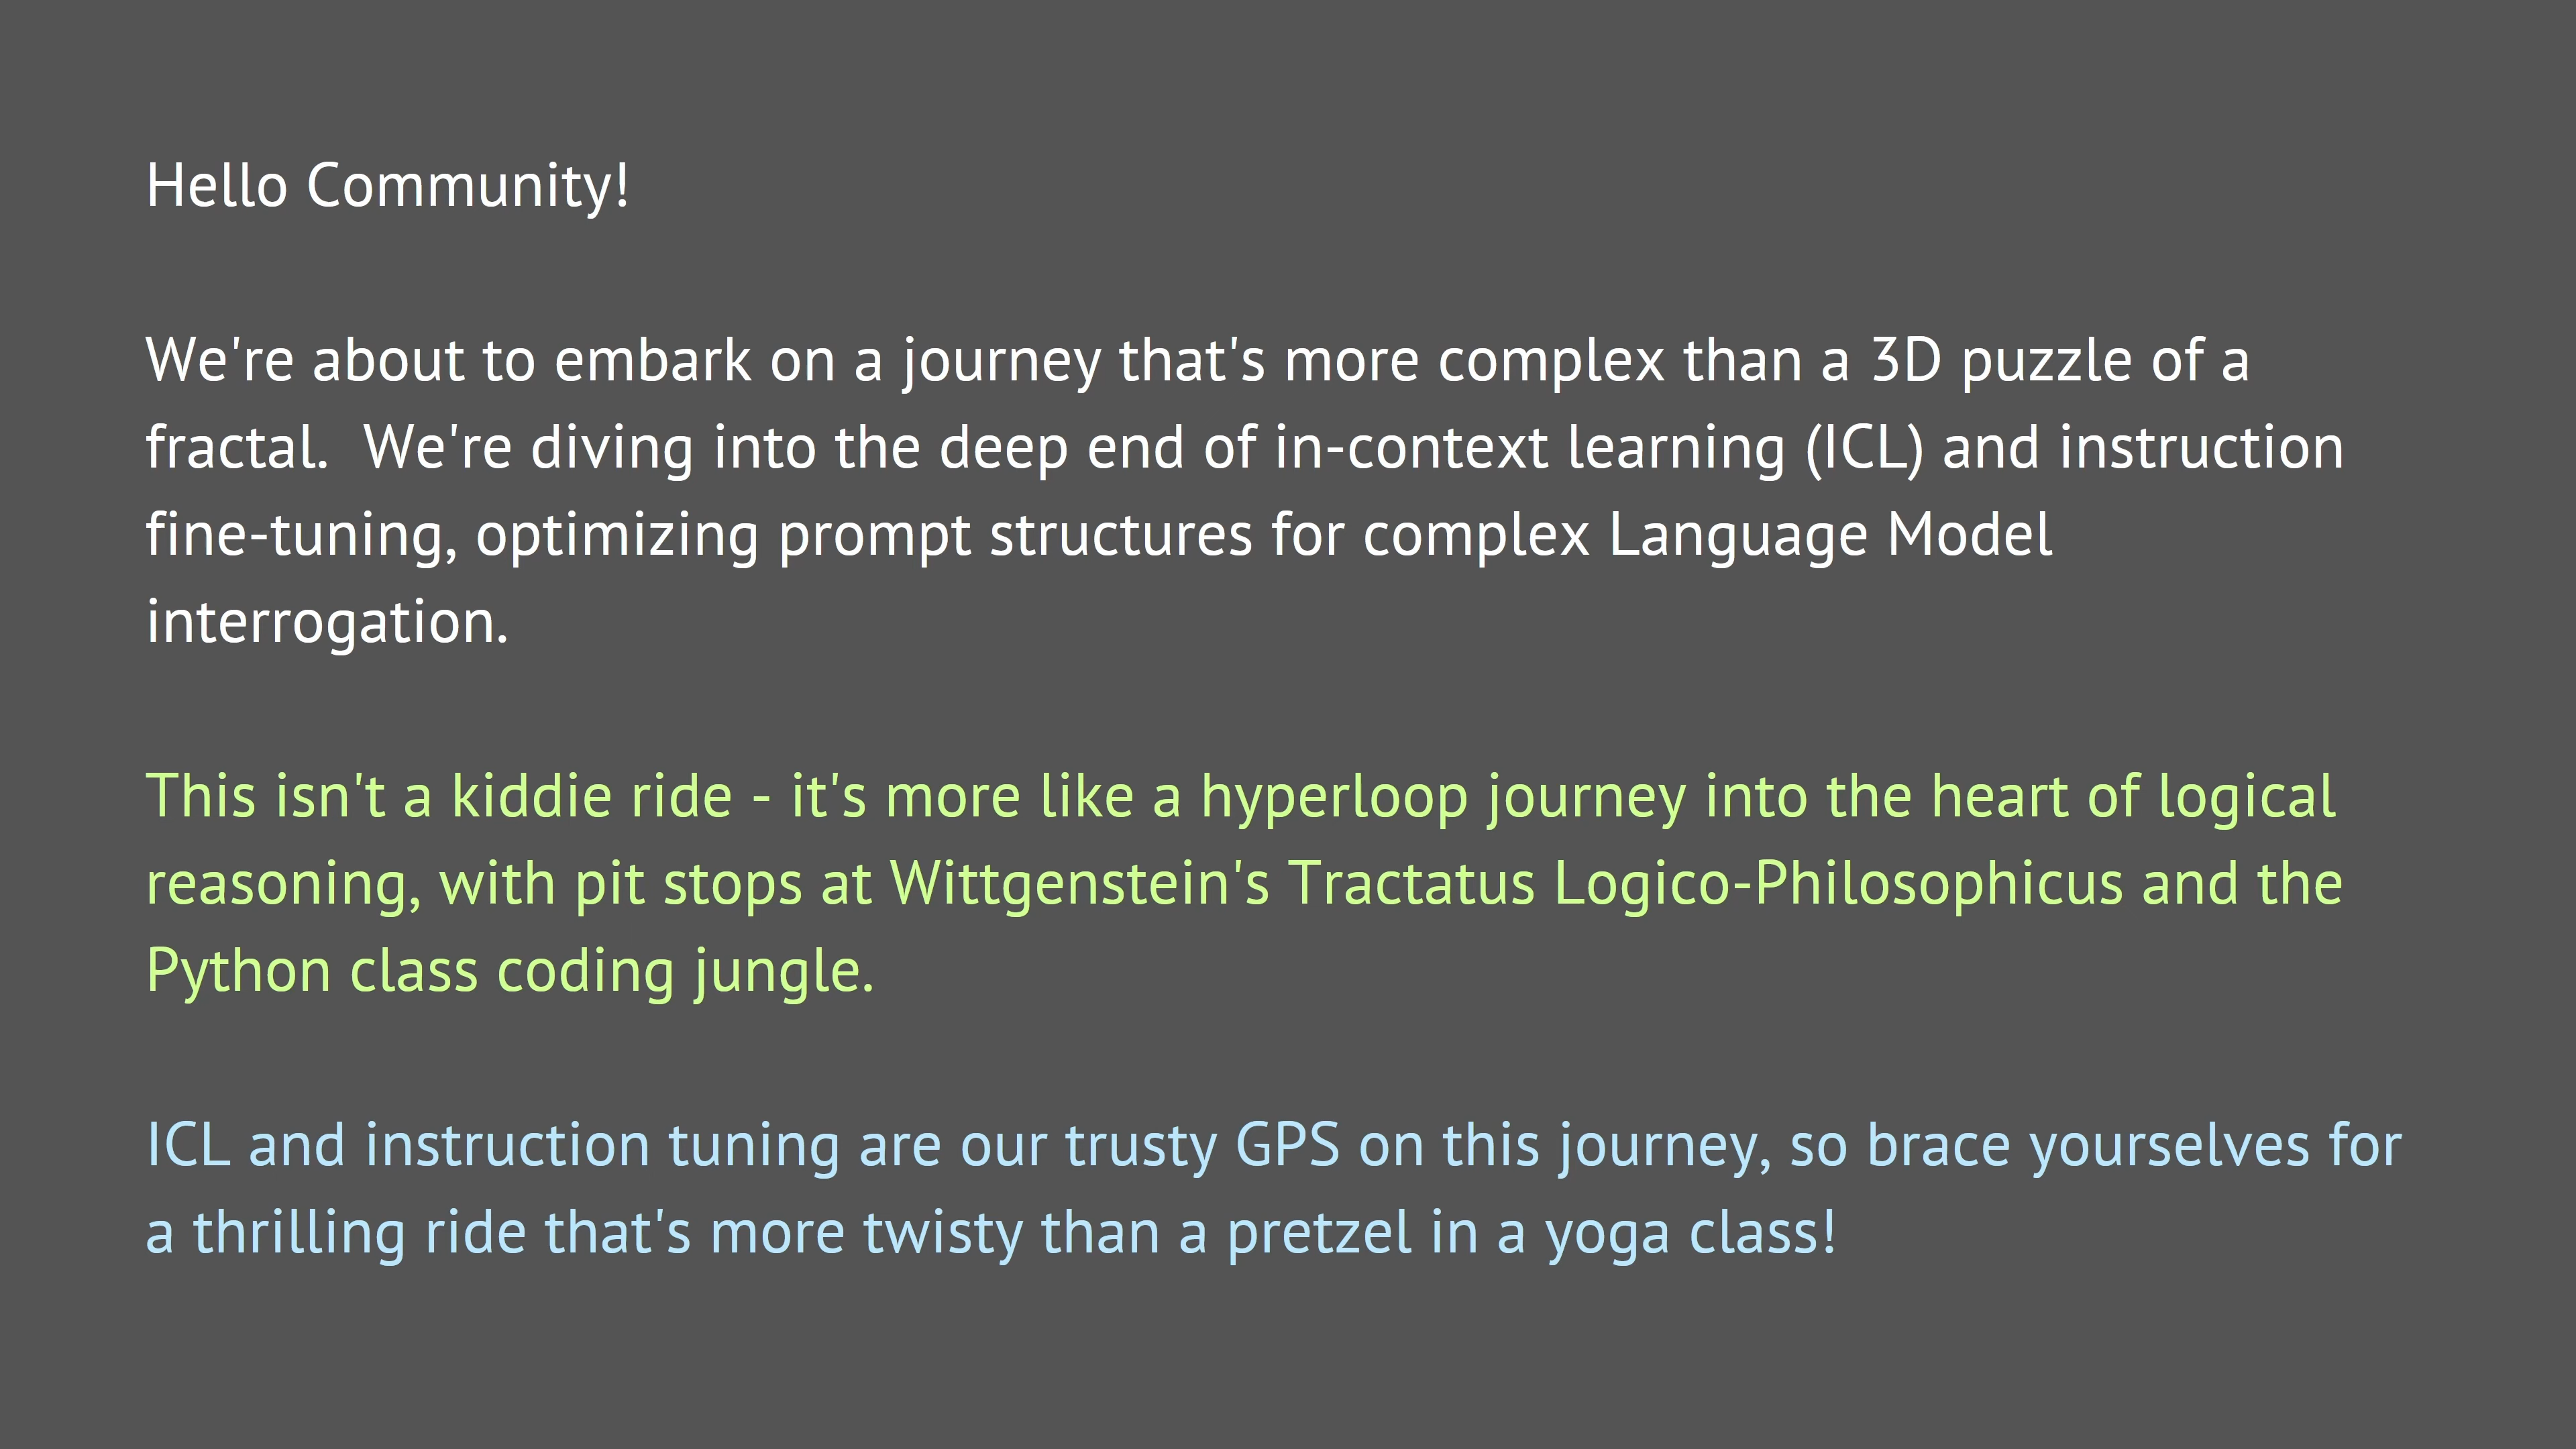 Hello Community!
We're about to embark on a journey that's more complex than a 3D puzzle of a
fractal.  We're diving into the deep end of in-context learning (ICL) and instruction
fine-tuning, optimizing prompt structures for complex Language Model
interrogation.
This isn't a kiddie ride - it's more like a hyperloop journey into the heart of logical
reasoning, with pit stops at Wittgenstein's Tractatus Logico-Philosophicus and the
Python class coding jungle.
ICL and instruction tuning are our trusty GPS on this journey, so brace yourselves for
a thrilling ride that's more twisty than a pretzel in a yoga class!